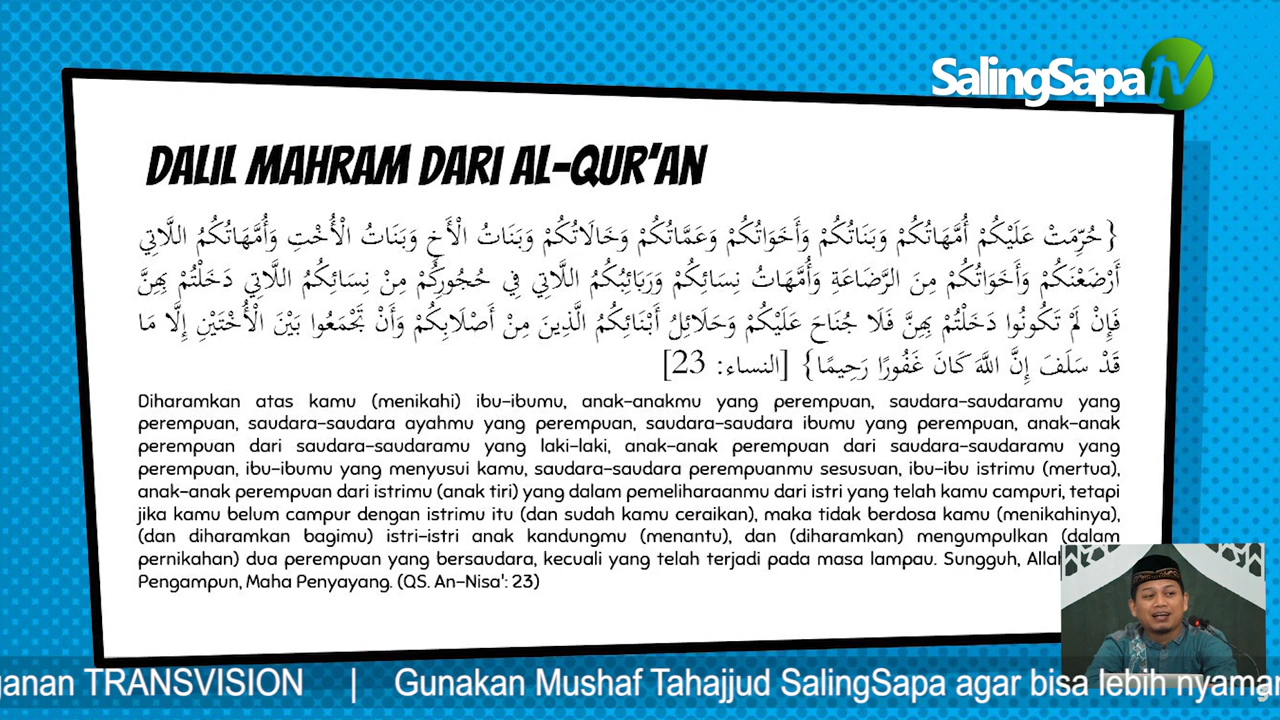 SalingSapa tv
DALIL MAHRAM DARI AL-QUR'AN
{حُرِّمَتْ عَلَيْكُمْ أُمَّهَاتُكُمْ وَبَنَاتُكُمْ وَأَخَوَاتُكُمْ وَعَمَّاتُكُمْ وَخَالَاتُكُمْ وَبَنَاتُ الْأَخِ وَبَنَاتُ الْأُخْتِ وَأُمَّهَاتُكُمُ اللَّاتِي
أَرْضَعْنَكُمْ وَأَخَوَاتُكُمْ مِنَ الرَّضَاعَةِ وَأُمَّهَاتُ نِسَائِكُمْ وَرَبَائِبُكُمُ اللَّاتِي فِي حُجُورِكُمْ مِنْ نِسَائِكُمُ اللَّاتِي دَخَلْتُمْ بِهِنَّ
فَإِنْ لَمْ تَكُونُوا دَخَلْتُمْ بِهِنَّ فَلَا جُنَاحَ عَلَيْكُمْ وَحَلَائِلُ أَبْنَائِكُمُ الَّذِينَ مِنْ أَصْلَابِكُمْ وَأَنْ تَجْمَعُوا بَيْنَ الْأُخْتَيْنِ إِلَّا مَا
قَدْ سَلَفَ إِنَّ اللَّهَ كَانَ غَفُورًا رَحِيمًا} [النساء: 23]
Diharamkan atas kamu (menikahi) ibu-ibumu, anak-anakmu yang perempuan, saudara-saudaramu yang
perempuan, saudara-saudara ayahmu yang perempuan, saudara-saudara ibumu yang perempuan, anak-anak
perempuan dari saudara-saudaramu yang laki-laki, anak-anak perempuan dari saudara-saudaramu yang
perempuan, ibu-ibumu yang menyusui kamu, saudara-saudara perempuanmu sesusuan, ibu-ibu istrimu (mertua),
anak-anak perempuan dari istrimu (anak tiri) yang dalam pemeliharaanmu dari istri yang telah kamu campuri, tetapi
jika kamu belum campur dengan istrimu itu (dan sudah kamu ceraikan), maka tidak berdosa kamu (menikahinya),
(dan diharamkan bagimu) istri-istri anak kandungmu (menantu), dan (diharamkan) mengumpulkan (dalam
pernikahan) dua perempuan yang bersaudara, kecuali yang telah terjadi pada masa lampau. Sungguh, Alla
Pengampun, Maha Penyayang. (QS. An-Nisa': 23)
ganan TRANSVISION | Gunakan Mushaf Tahajjud SalingSapa agar bisa lebih nyaman